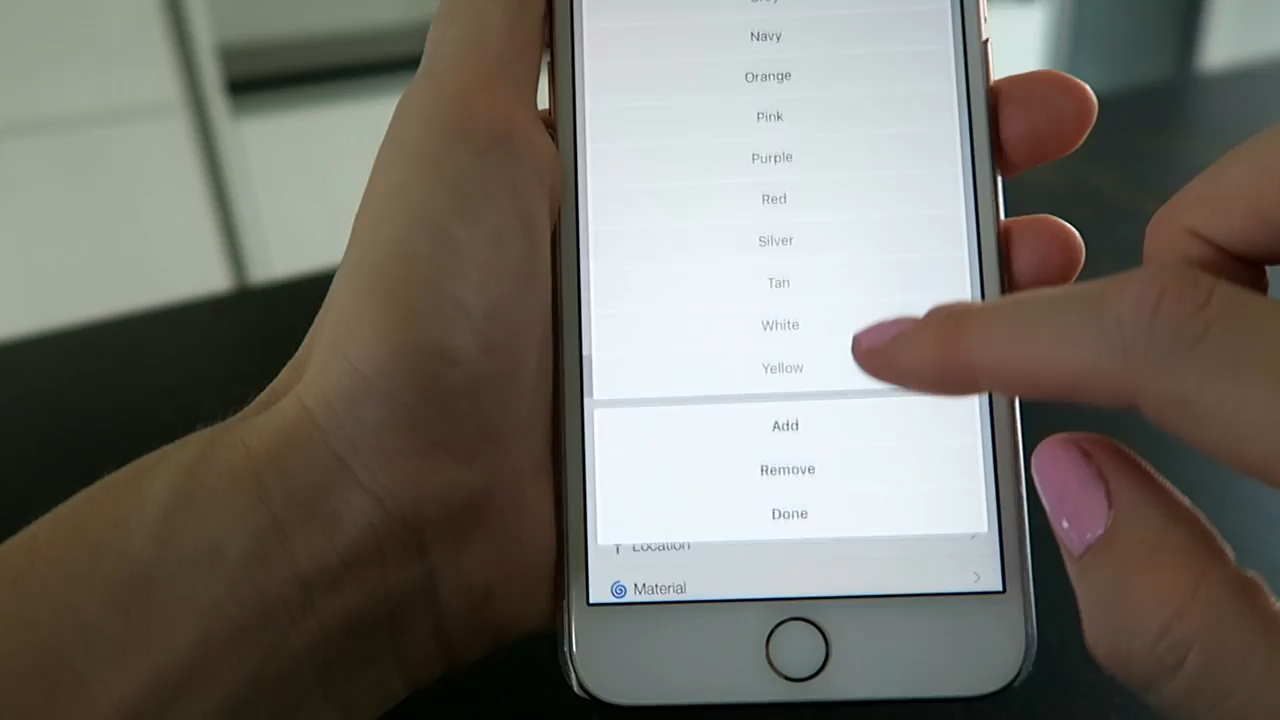 Navy
Orange
Pink
Purple
Red
Silver
Tan
White
Yellow
Add
Remove
Done
Location
Material